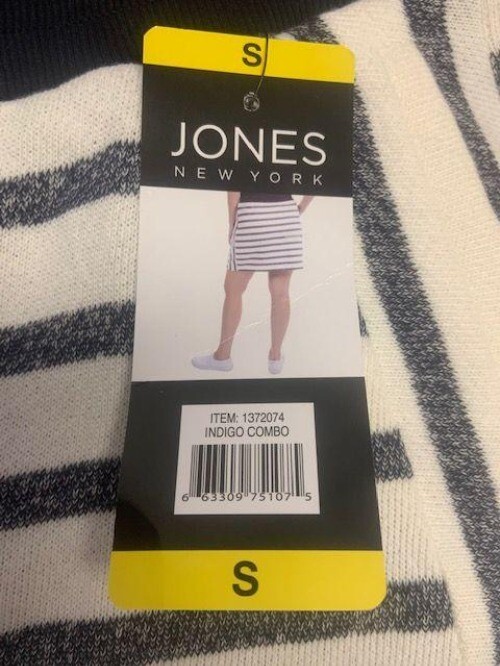 S
JONES
NEW YORK
ITEM: 1372074
INDIGO COMBO
6 63309 75107 5
S